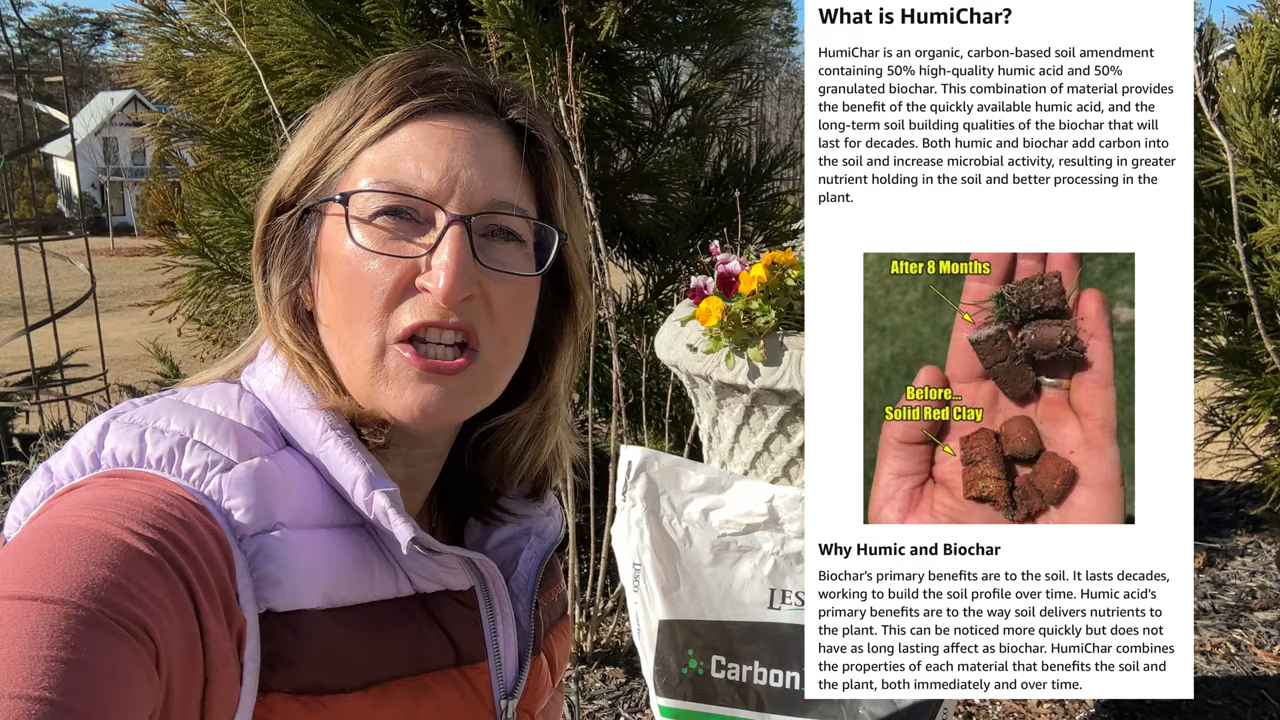 What is HumiChar?
HumiChar is an organic, carbon-based soil amendment
containing 50% high-quality humic acid and 50%
granulated biochar. This combination of material provides
the benefit of the quickly available humic acid, and the
long-term soil building qualities of the biochar that will
last for decades. Both humic and biochar add carbon into
the soil and increase microbial activity, resulting in greater
nutrient holding in the soil and better processing in the
plant.
After 8 Months
Before...
Solid Red Clay
Why Humic and Biochar
Biochar's primary benefits are to the soil. It lasts decades,
working to build the soil profile over time. Humic acid's
primary benefits are to the way soil delivers nutrients to
the plant. This can be noticed more quickly but does not
have as long lasting affect as biochar. HumiChar combines
the properties of each material that benefits the soil and
the plant, both immediately and over time.
LESCO
LES
Carbon